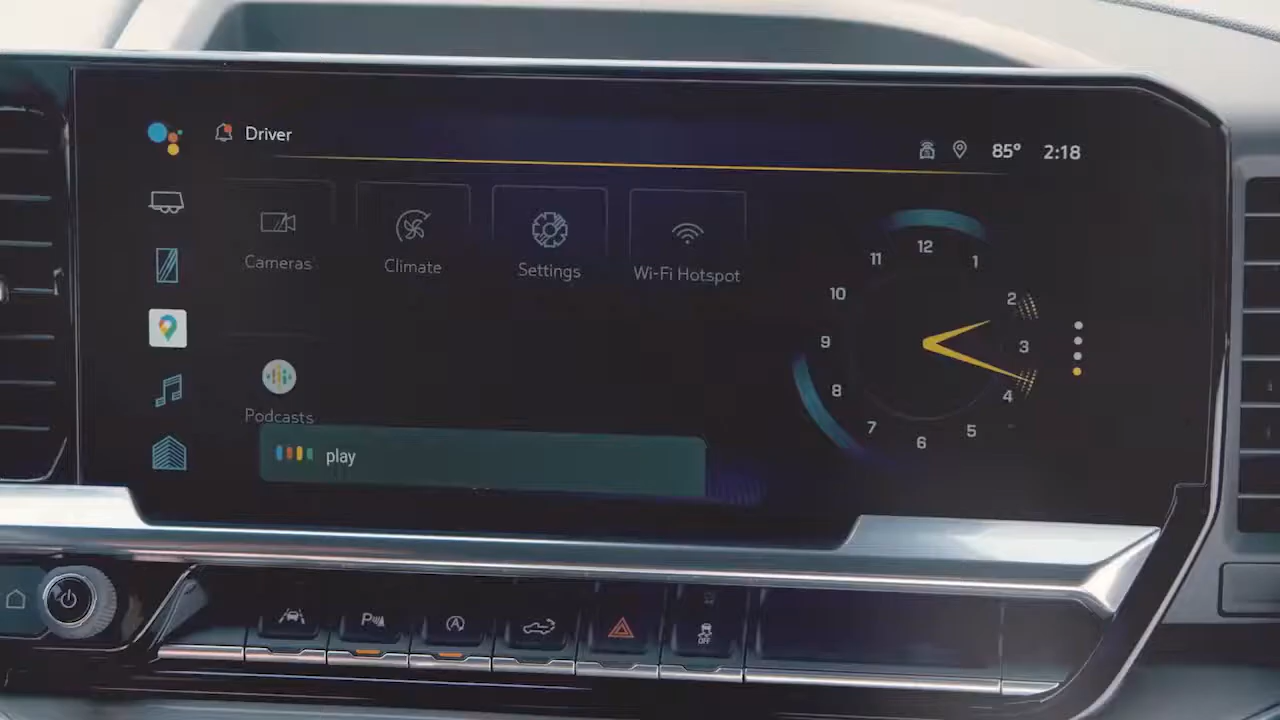 Driver
85° 2:18
Cameras Climate Settings Wi-Fi Hotspot
12
11 1
10 2
9 3
8 4
7 5
6
Podcasts
play
P A
OFF